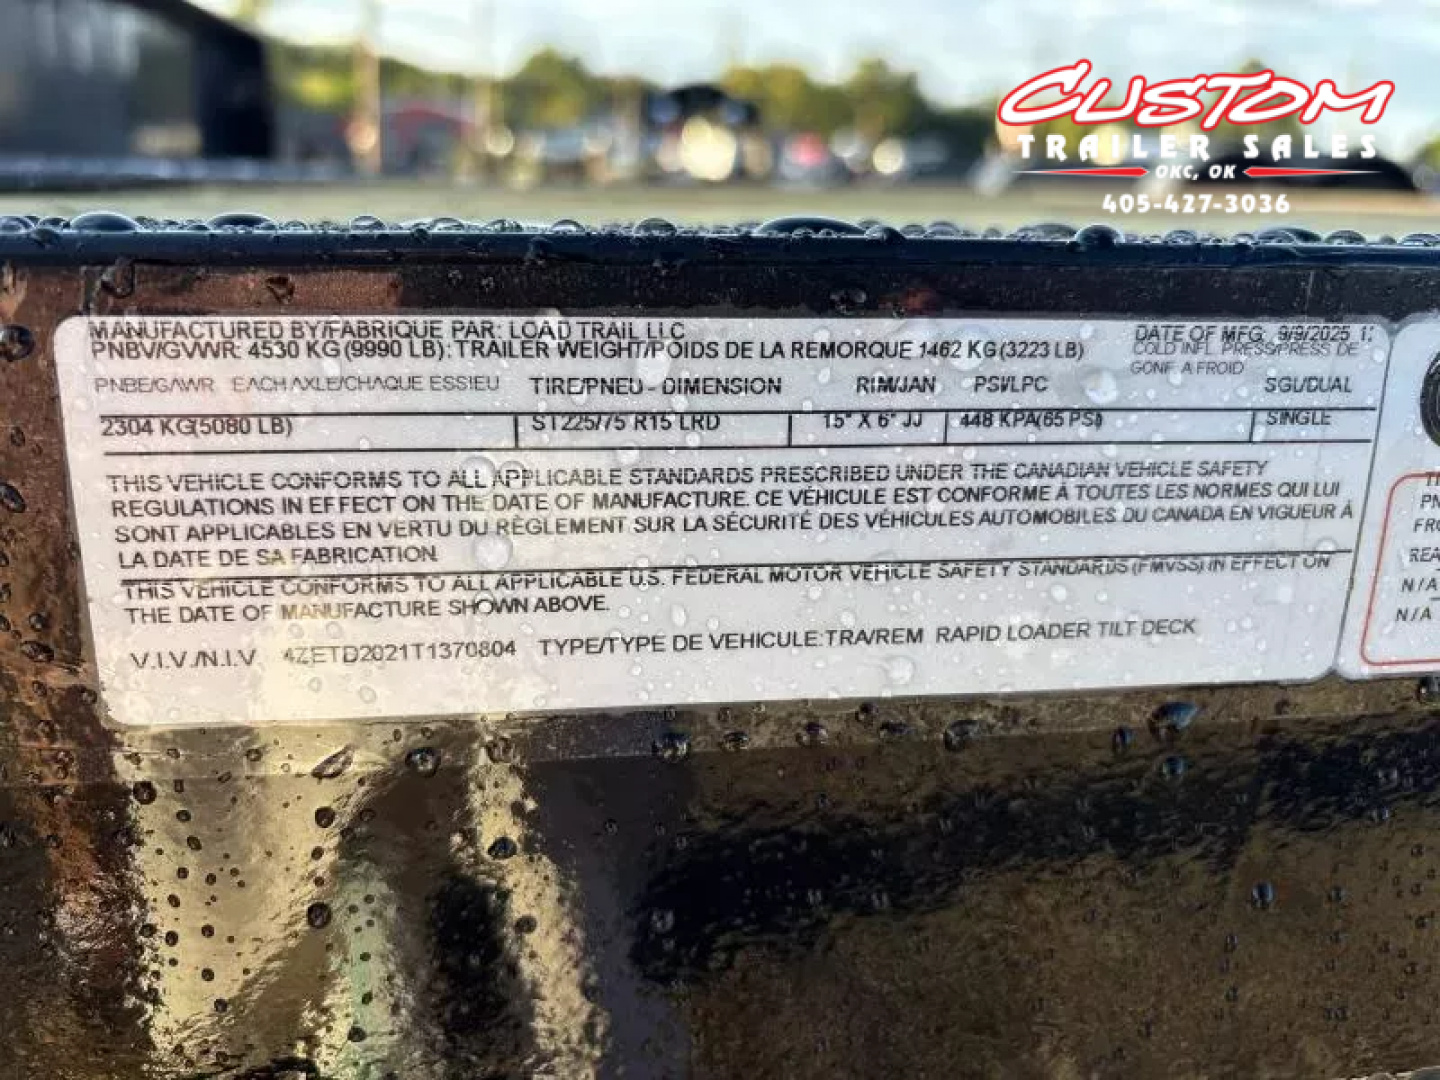 CUSTOM
TRAILER SALES
OKC, OK
405-427-3036
MANUFACTURED BY/FABRIQUE PAR: LOAD TRAIL LLC
DATE OF MFG: 9/9/2025
PNBV/GVWR: 4530 KG (9990 LB); TRAILER WEIGHT/POIDS DE LA REMORQUE 1462 KG (3223 LB)
COLD INFL. PRESS/PRESS DE
GONF. A FROID
PNBE/GAWR EACH AXLE/CHAQUE ESSIEU TIRE/PNEU - DIMENSION RIM/JAN PSI/LPC SGL/DUAL
2304 KG(5080 LB) ST225/75 R15 LRD 15" X 6" JJ 448 KPA(65 PSI) SINGLE
THIS VEHICLE CONFORMS TO ALL APPLICABLE STANDARDS PRESCRIBED UNDER THE CANADIAN VEHICLE SAFETY
REGULATIONS IN EFFECT ON THE DATE OF MANUFACTURE. CE VÉHICULE EST CONFORME À TOUTES LES NORMES QUI LUI
SONT APPLICABLES EN VERTU DU RÈGLEMENT SUR LA SÉCURITÉ DES VÉHICULES AUTOMOBILES DU CANADA EN VIGUEUR À
LA DATE DE SA FABRICATION
THIS VEHICLE CONFORMS TO ALL APPLICABLE U.S. FEDERAL MOTOR VEHICLE SAFETY STANDARDS (FMVSS) IN EFFECT ON
THE DATE OF MANUFACTURE SHOWN ABOVE.
V.I.V./N.I.V 4ZETD2021T1370804 TYPE/TYPE DE VEHICULE: TRA/REM RAPID LOADER TILT DECK
N/A
N/A